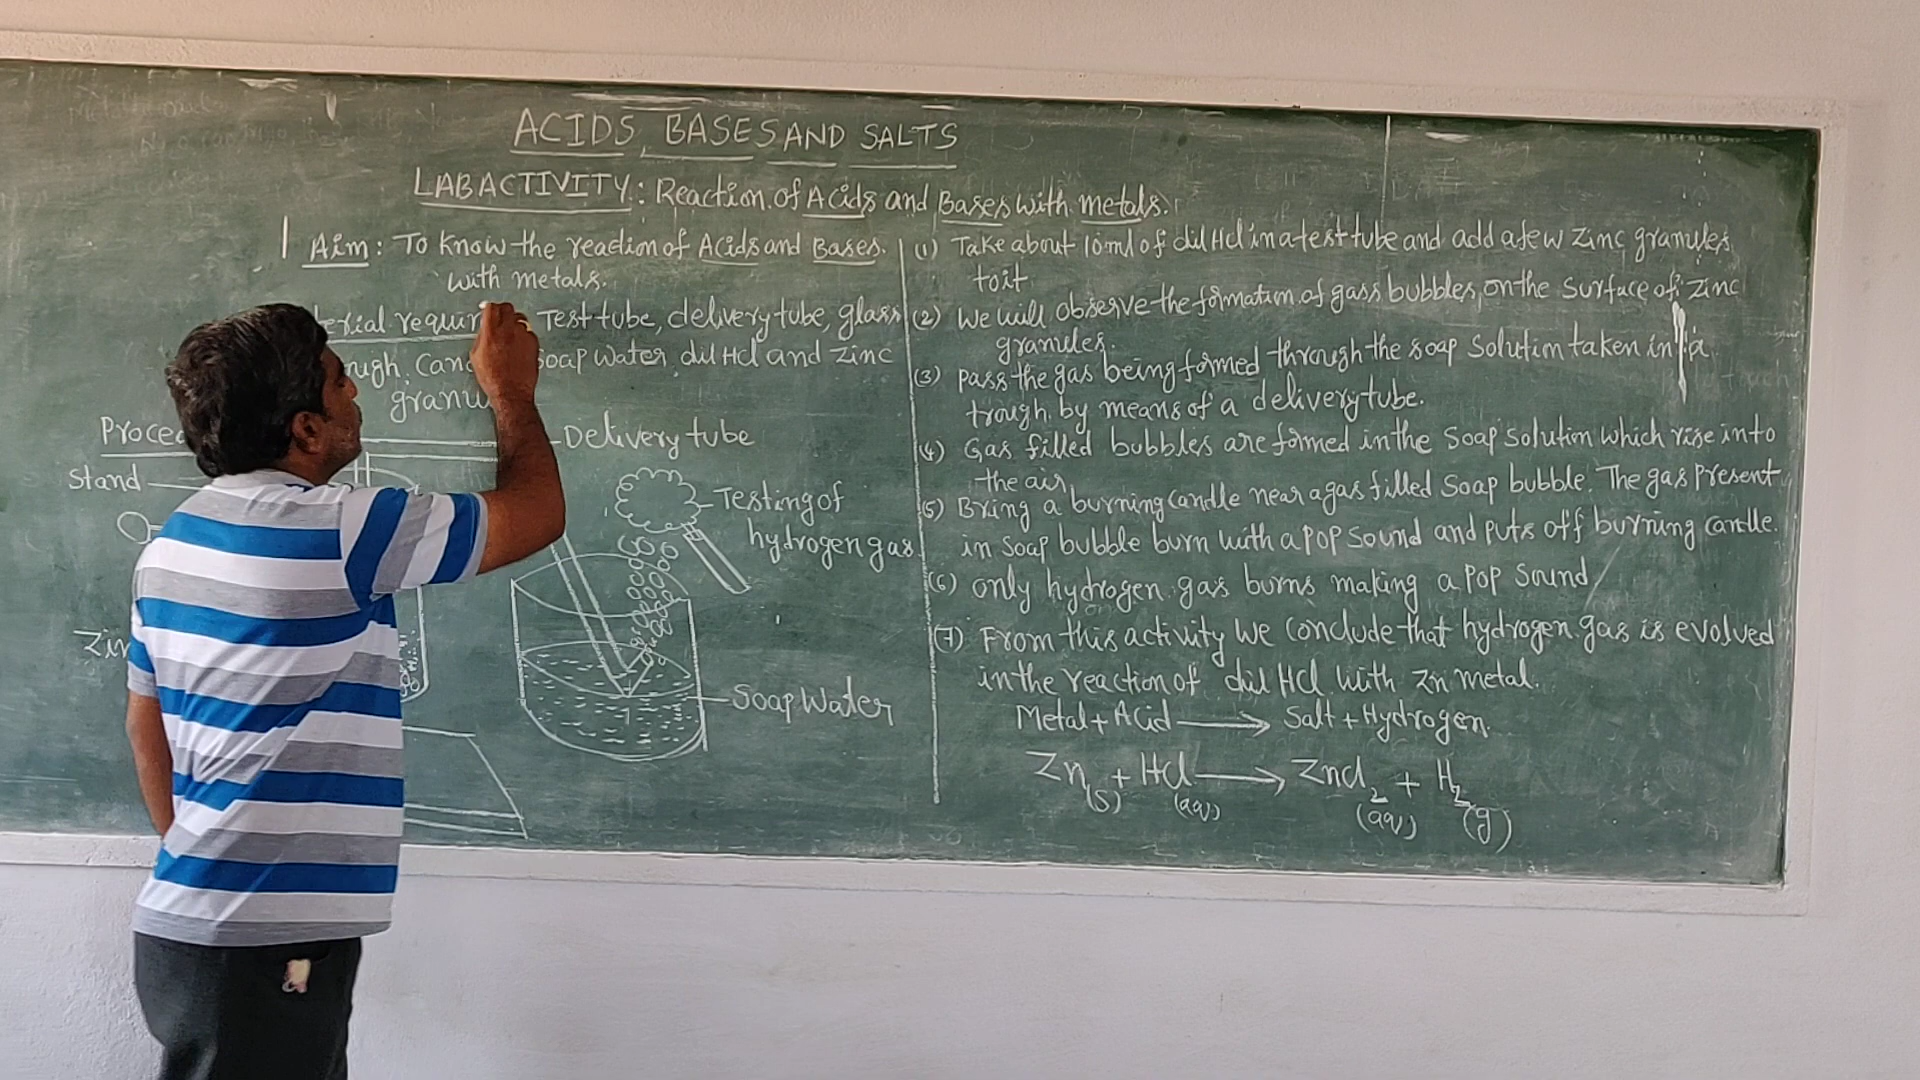 ACIDS, BASES AND SALTS
LAB ACTIVITY: Reaction of Acids and Bases with metals.
Aim: To know the reaction of Acids and Bases.
with metals.
terial requir Test tube, delivery tube, glass
rough, Cand Soap water, dil Hcl and Zinc
granu
Proced
Stand
Delivery tube
Testing of
hydrogen gas
Zin
Soap Water
(1) Take about 10ml of dil Hcl in a test tube and add a few Zinc granules
to it
(2) We will observe the formation of gass bubbles, on the surface of Zinc
granules.
(3) Pass the gas being formed through the soap solution taken in a
trough by means of a delivery tube.
(4) Gas filled bubbles are formed in the soap solution which rise into
the air
(5) Bring a burning candle near a gas filled soap bubble. The gas Present
in soap bubble burn with a POP sound and puts off burning candle.
(6) only hydrogen gas burns making a POP sound
(7) From this activity we conclude that hydrogen gas is evolved
in the reaction of dil HCl with Zn metal.
Metal + Acid ⟶ Salt + Hydrogen.
Zn(s) + Hcl(aq) ⟶ Zncl₂(aq) + H₂(g)